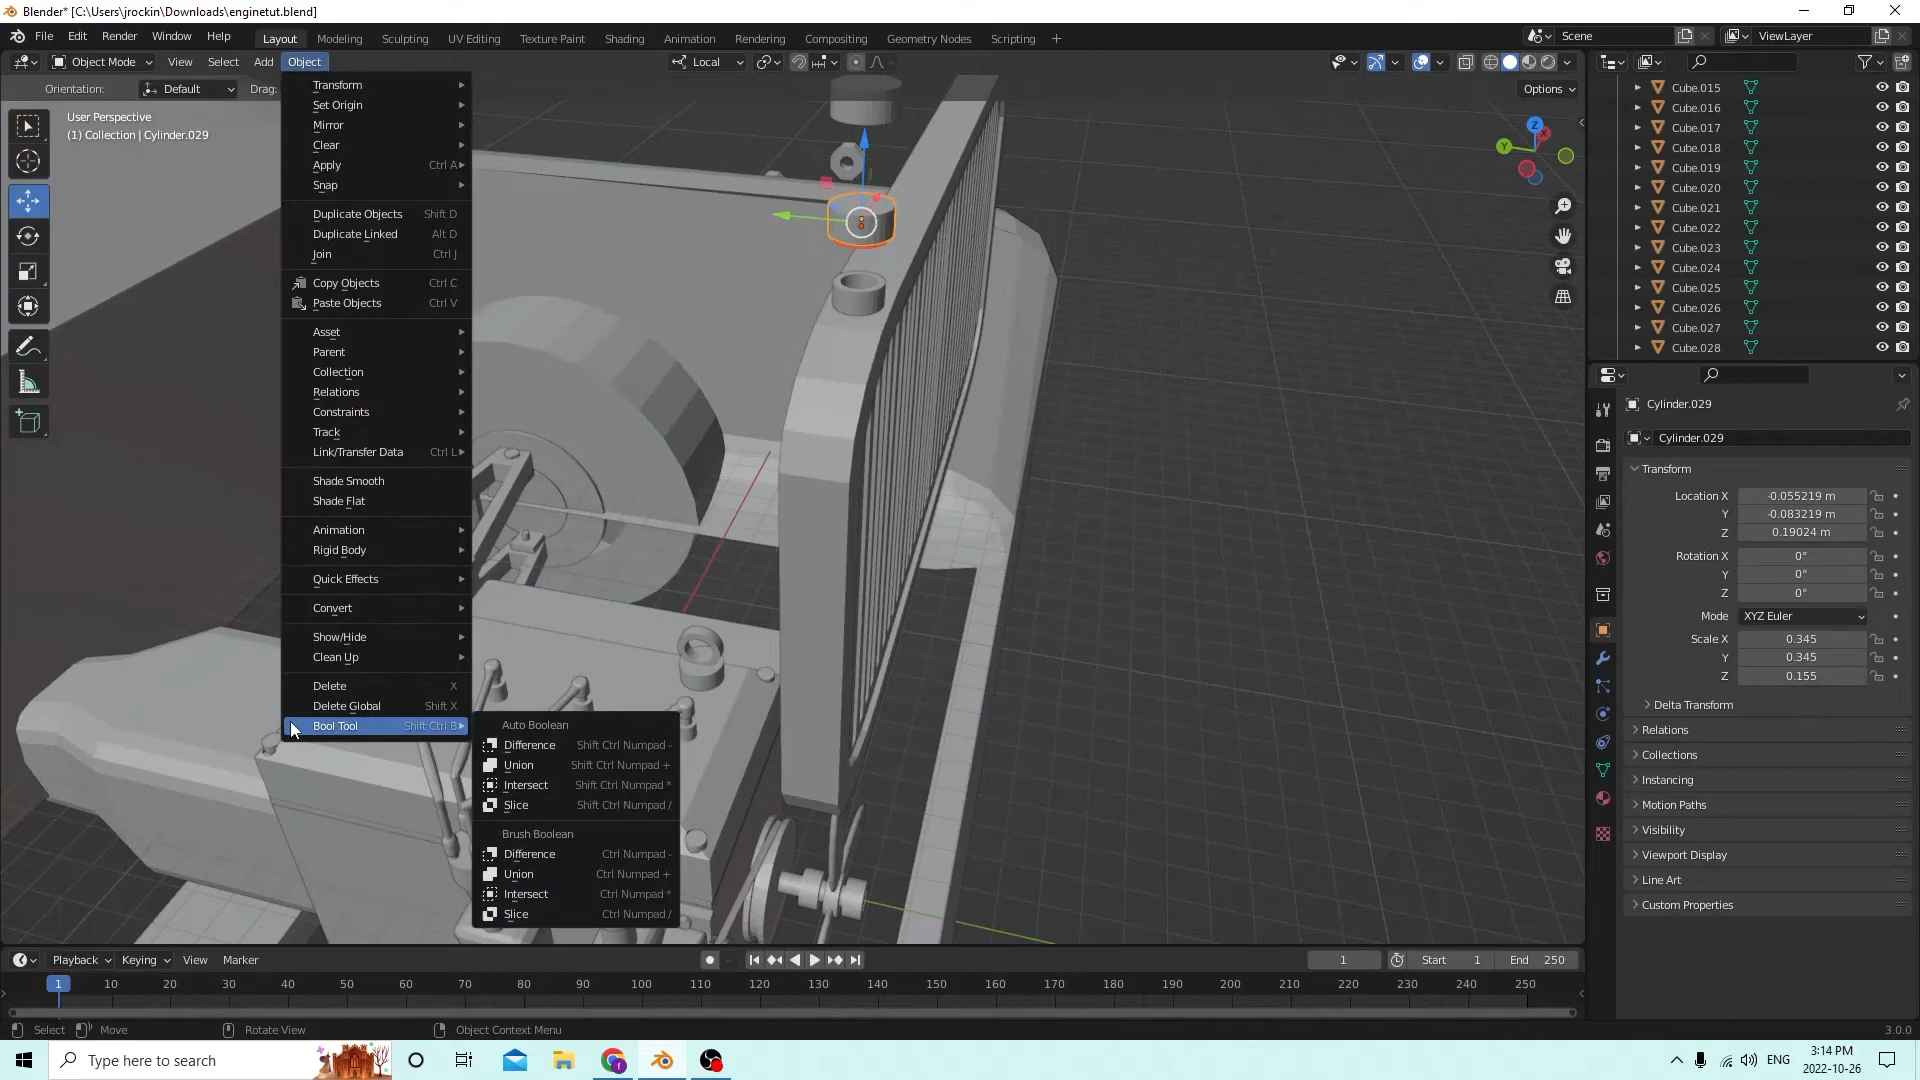 Blender* [C:\Users\jrockin\Downloads\enginetut.blend]
File Edit Render Window Help
Layout Modeling Sculpting UV Editing Texture Paint Shading Animation Rendering Compositing Geometry Nodes Scripting +
Scene
ViewLayer
Object Mode View Select Add Object
Local
Orientation: Default Drag:
Options
User Perspective
(1) Collection | Cylinder.029
Transform
Set Origin
Mirror
Clear
Apply Ctrl A
Snap
Duplicate Objects Shift D
Duplicate Linked Alt D
Join Ctrl J
Copy Objects Ctrl C
Paste Objects Ctrl V
Asset
Parent
Collection
Relations
Constraints
Track
Link/Transfer Data Ctrl L
Shade Smooth
Shade Flat
Animation
Rigid Body
Quick Effects
Convert
Show/Hide
Clean Up
Delete X
Delete Global Shift X
Bool Tool Shift Ctrl B
Auto Boolean
Difference Shift Ctrl Numpad -
Union Shift Ctrl Numpad +
Intersect Shift Ctrl Numpad *
Slice Shift Ctrl Numpad /
Brush Boolean
Difference Ctrl Numpad -
Union Ctrl Numpad +
Intersect Ctrl Numpad *
Slice Ctrl Numpad /
Z
X
Y
Cube.015
Cube.016
Cube.017
Cube.018
Cube.019
Cube.020
Cube.021
Cube.022
Cube.023
Cube.024
Cube.025
Cube.026
Cube.027
Cube.028
Cylinder.029
Cylinder.029
Transform
Location X -0.055219 m
Y -0.083219 m
Z 0.19024 m
Rotation X 0°
Y 0°
Z 0°
Mode XYZ Euler
Scale X 0.345
Y 0.345
Z 0.155
Delta Transform
Relations
Collections
Instancing
Motion Paths
Visibility
Viewport Display
Line Art
Custom Properties
Playback Keying View Marker
1 Start 1 End 250
1 10 20 30 40 50 60 70 80 90 100 110 120 130 140 150 160 170 180 190 200 210 220 230 240 250
Select Move Rotate View Object Context Menu 3.0.0
Type here to search
ENG
3:14 PM
2022-10-26